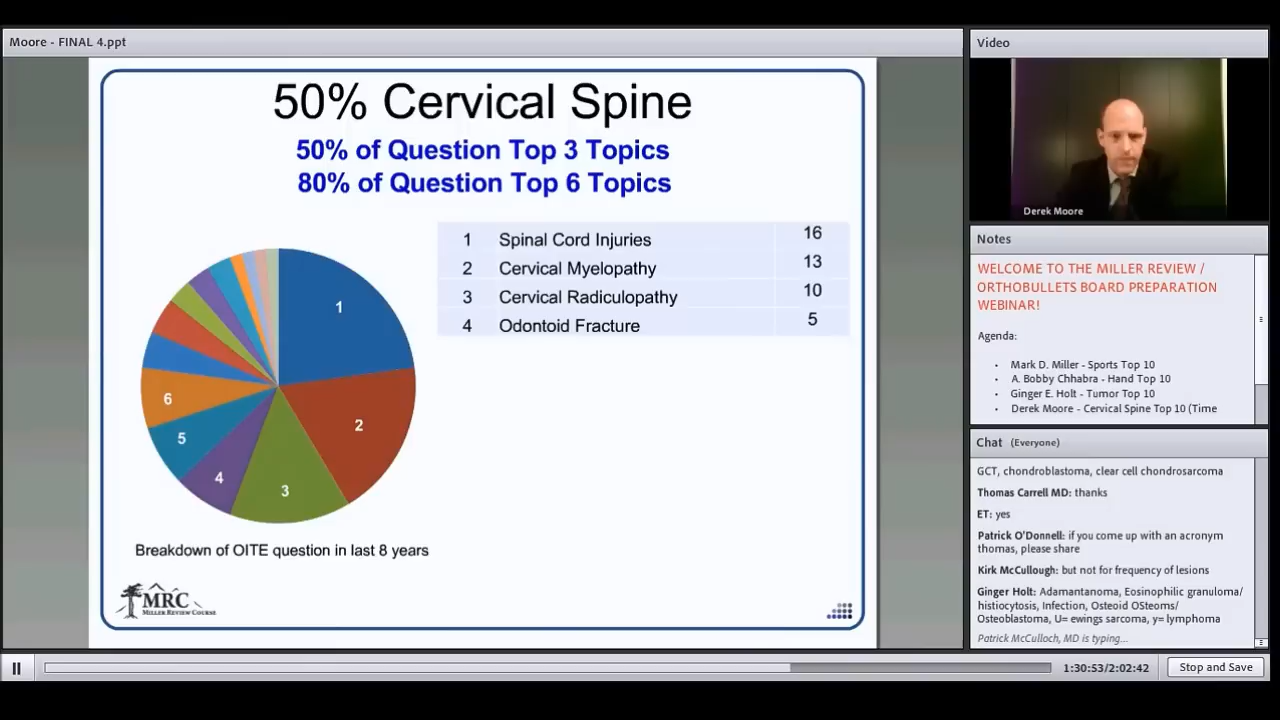 Moore - FINAL 4.ppt
50% Cervical Spine
50% of Question Top 3 Topics
80% of Question Top 6 Topics
1 Spinal Cord Injuries 16
2 Cervical Myelopathy 13
3 Cervical Radiculopathy 10
4 Odontoid Fracture 5
1
2
3
4
5
6
Breakdown of OITE question in last 8 years
MRC
MILLER REVIEW COURSE
Video
Derek Moore
Notes
WELCOME TO THE MILLER REVIEW /
ORTHOBULLETS BOARD PREPARATION
WEBINAR!
Agenda:
• Mark D. Miller - Sports Top 10
• A. Bobby Chhabra - Hand Top 10
• Ginger E. Holt - Tumor Top 10
• Derek Moore - Cervical Spine Top 10 (Time
Chat (Everyone)
GCT, chondroblastoma, clear cell chondrosarcoma
Thomas Carrell MD: thanks
ET: yes
Patrick O'Donnell: if you come up with an acronym
thomas, please share
Kirk McCullough: but not for frequency of lesions
Ginger Holt: Adamantanoma, Eosinophilic granuloma/
histiocytosis, Infection, Osteoid OSteoms/
Osteoblastoma, U= ewings sarcoma, y= lymphoma
Patrick McCulloch, MD is typing...
1:30:53/2:02:42
Stop and Save